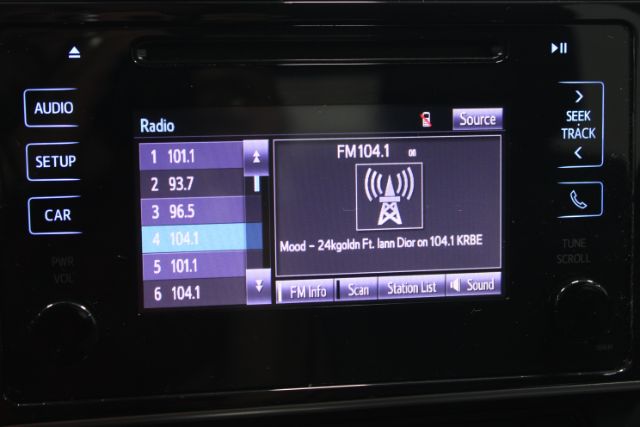 AUDIO
SETUP
CAR
PWR
VOL
Radio
Source
1 101.1
2 93.7
3 96.5
4 104.1
5 101.1
6 104.1
FM104.1
Mood - 24kgoldn Ft. Iann Dior on 104.1 KRBE
FM Info
Scan
Station List
Sound
SEEK
TRACK
TUNE
SCROLL